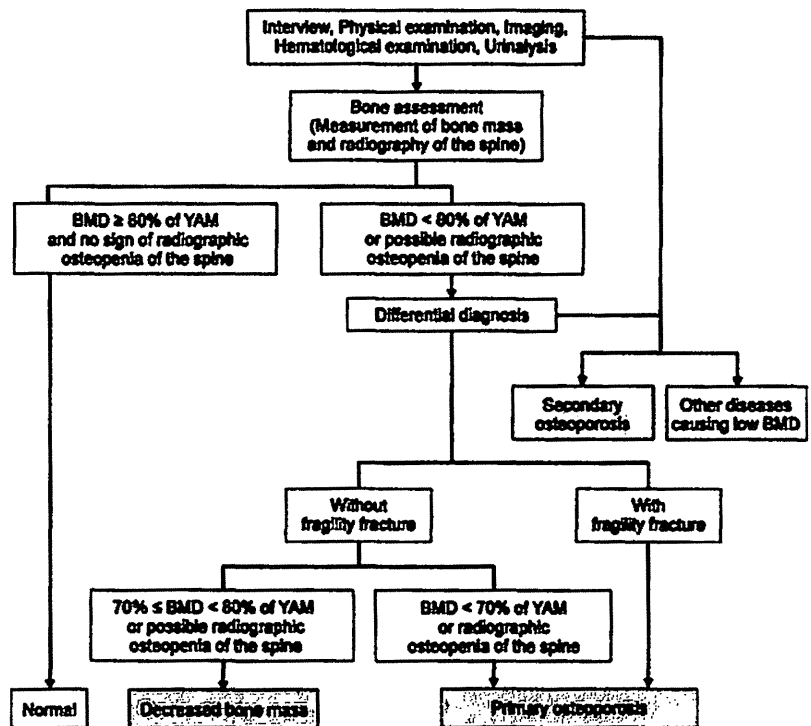 Interview, Physical examination, Imaging,
Hematological examination, Urinalysis
Bone assessment
(Measurement of bone mass
and radiography of the spine)
BMD ≥ 80% of YAM
and no sign of radiographic
osteopenia of the spine
BMD < 80% of YAM
or possible radiographic
osteopenia of the spine
Differential diagnosis
Secondary
osteoporosis
Other diseases
causing low BMD
Without
fragility fracture
With
fragility fracture
70% ≤ BMD < 80% of YAM
or possible radiographic
osteopenia of the spine
BMD < 70% of YAM
or radiographic
osteopenia of the spine
Normal
Decreased bone mass
Primary osteoporosis